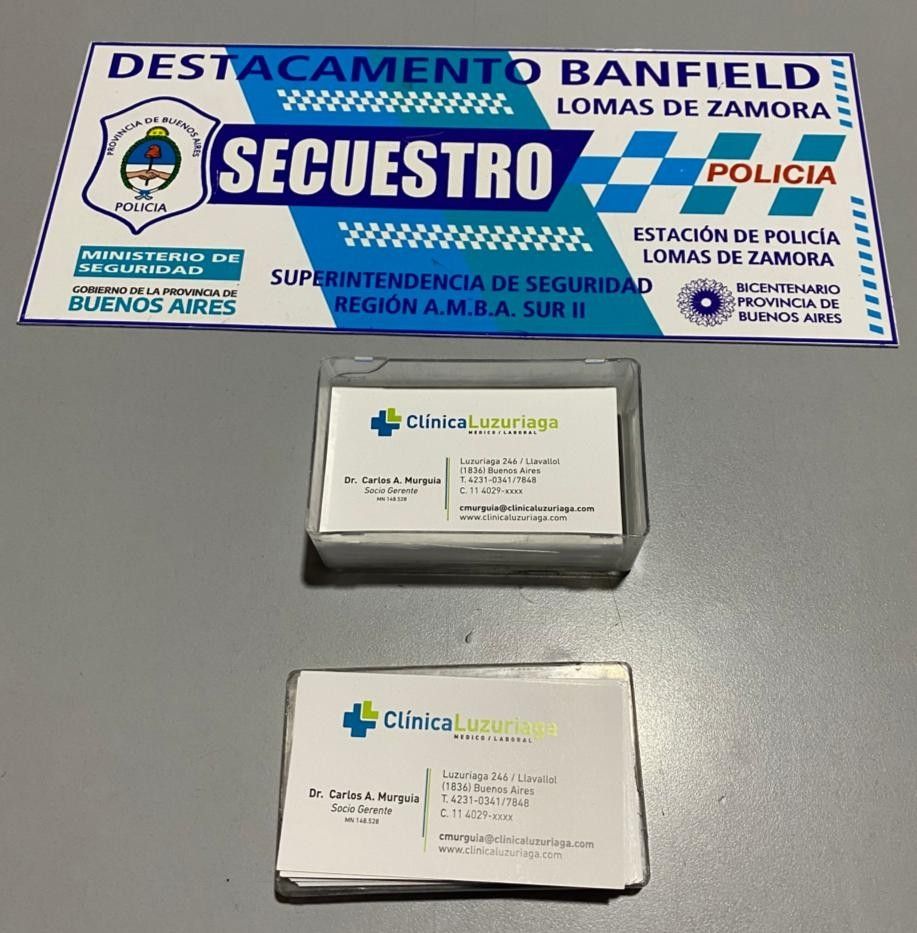 DESTACAMENTO BANFIELD
LOMAS DE ZAMORA
PROVINCIA DE BUENOS AIRES
POLICIA
SECUESTRO
POLICIA
MINISTERIO DE
SEGURIDAD
GOBIERNO DE LA PROVINCIA DE
BUENOS AIRES
SUPERINTENDENCIA DE SEGURIDAD
REGIÓN A.M.B.A. SUR II
ESTACIÓN DE POLICÍA
LOMAS DE ZAMORA
BICENTENARIO
PROVINCIA DE
BUENOS AIRES
ClínicaLuzuriaga
MEDICO / LABORAL
Dr. Carlos A. Murguia
Socio Gerente
MN 148.528
Luzuriaga 246 / Llavallol
(1836) Buenos Aires
T. 4231-0341/7848
C. 11 4029-xxxx
cmurguia@clinicaluzuriaga.com
www.clinicaluzuriaga.com
ClínicaLuzuriaga
MEDICO / LABORAL
Dr. Carlos A. Murguia
Socio Gerente
MN 148.528
Luzuriaga 246 / Llavallol
(1836) Buenos Aires
T. 4231-0341/7848
C. 11 4029-xxxx
cmurguia@clinicaluzuriaga.com
www.clinicaluzuriaga.com